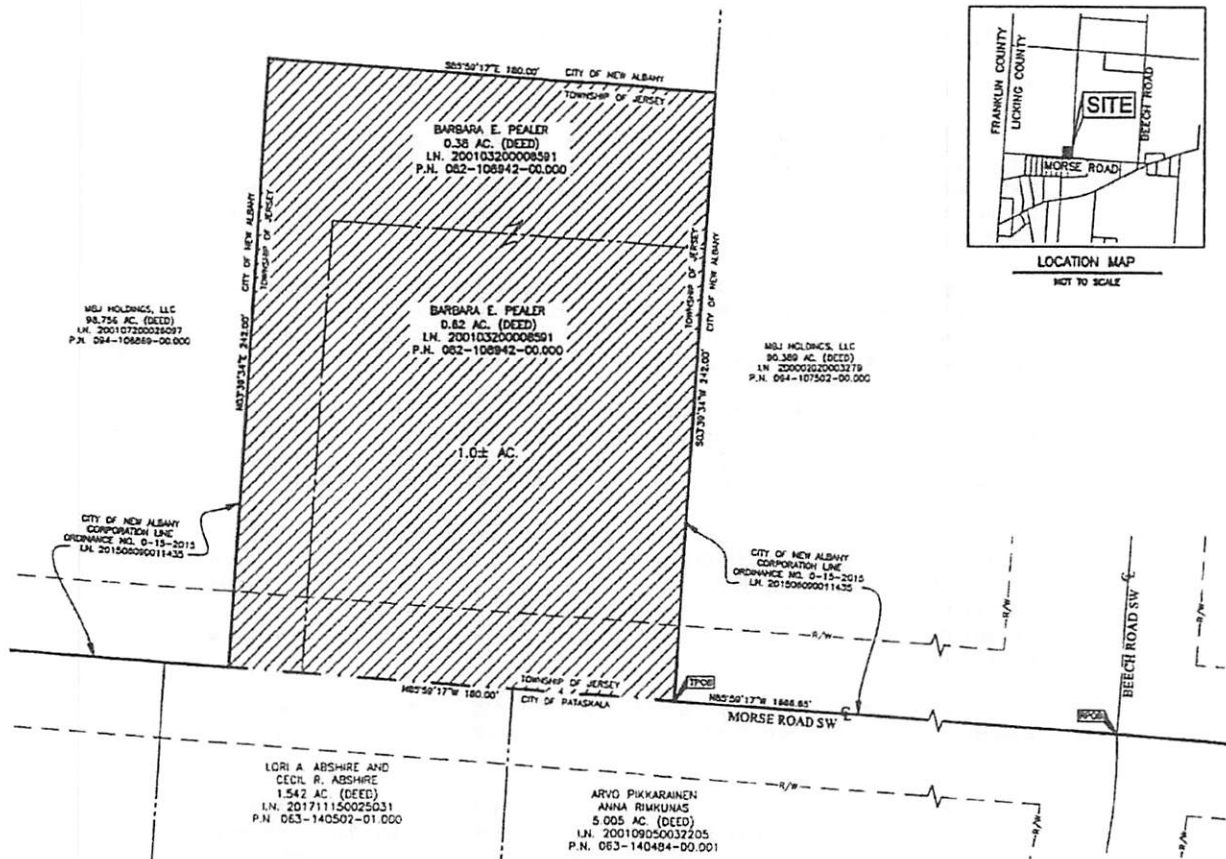 S85°59'17"E 180.00'
CITY OF NEW ALBANY
TOWNSHIP OF JERSEY
BARBARA E. PEALER
0.38 AC. (DEED)
I.N. 200103200008591
P.N. 082-108942-00.000
CITY OF NEW ALBANY
TOWNSHIP OF JERSEY
N03°39'34"E 242.00'
TOWNSHIP OF JERSEY
CITY OF NEW ALBANY
S03°39'34"W 242.00'
BARBARA E. PEALER
0.62 AC. (DEED)
I.N. 200103200008591
P.N. 082-108942-00.000
1.0± AC.
MBJ HOLDINGS, LLC
98.756 AC. (DEED)
I.N. 200107200026097
P.N. 094-106869-00.000
MBJ HOLDINGS, LLC
90.389 AC. (DEED)
I.N. 200002020003279
P.N. 094-107502-00.000
FRANKLIN COUNTY
LICKING COUNTY
BEECH ROAD
SITE
MORSE ROAD
LOCATION MAP
NOT TO SCALE
CITY OF NEW ALBANY
CORPORATION LINE
ORDINANCE NO. O-15-2015
I.N. 201506090011435
CITY OF NEW ALBANY
CORPORATION LINE
ORDINANCE NO. O-15-2015
I.N. 201506090011435
R/W
R/W
R/W
BEECH ROAD SW ℄
TOWNSHIP OF JERSEY
N85°59'17"W 180.00'
CITY OF PATASKALA
TPOB
N85°59'17"W 1666.65'
MORSE ROAD SW ℄
RPOB
R/W
R/W
R/W
LORI A. ABSHIRE AND
CECIL R. ABSHIRE
1.542 AC. (DEED)
I.N. 201711150025031
P.N. 063-140502-01.000
ARVO PIKKARAINEN
ANNA RIMKUNAS
5.005 AC. (DEED)
I.N. 200109050032205
P.N. 063-140484-00.001